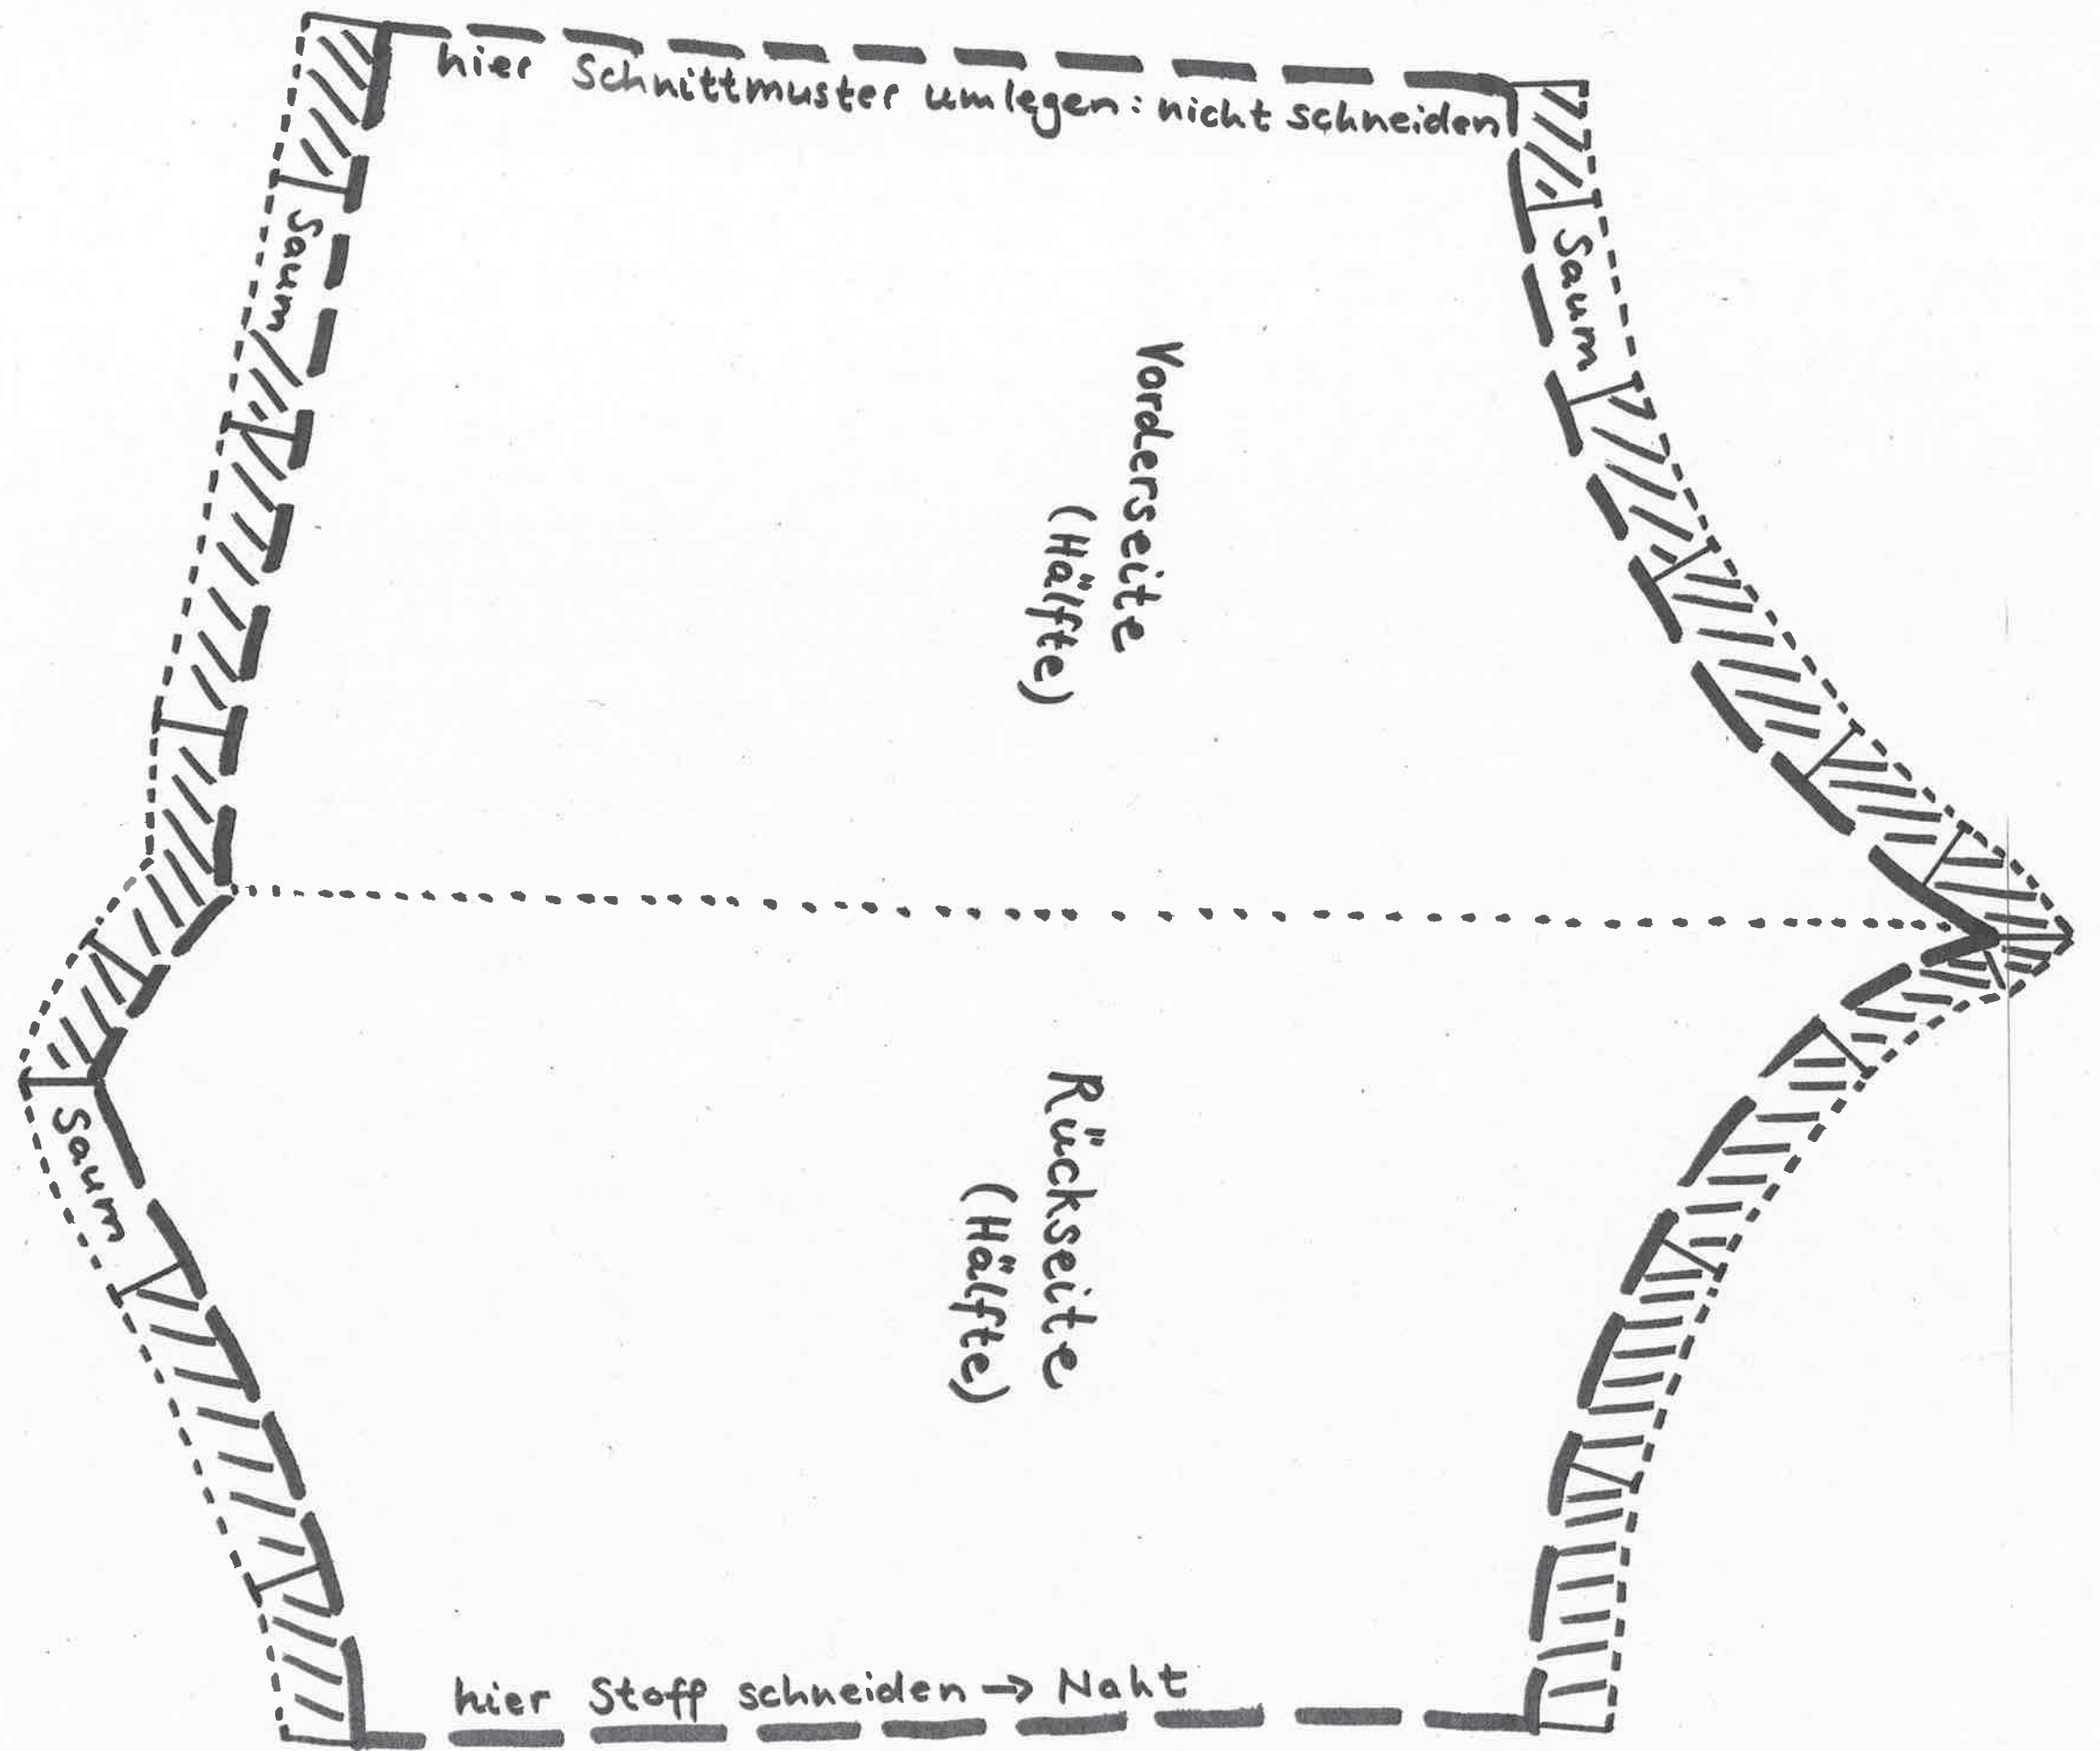 hier Schnittmuster umlegen: nicht schneiden
Saum
Saum
Vorderseite
(Hälfte)
Rückseite
(Hälfte)
Saum
hier Stoff schneiden → Naht